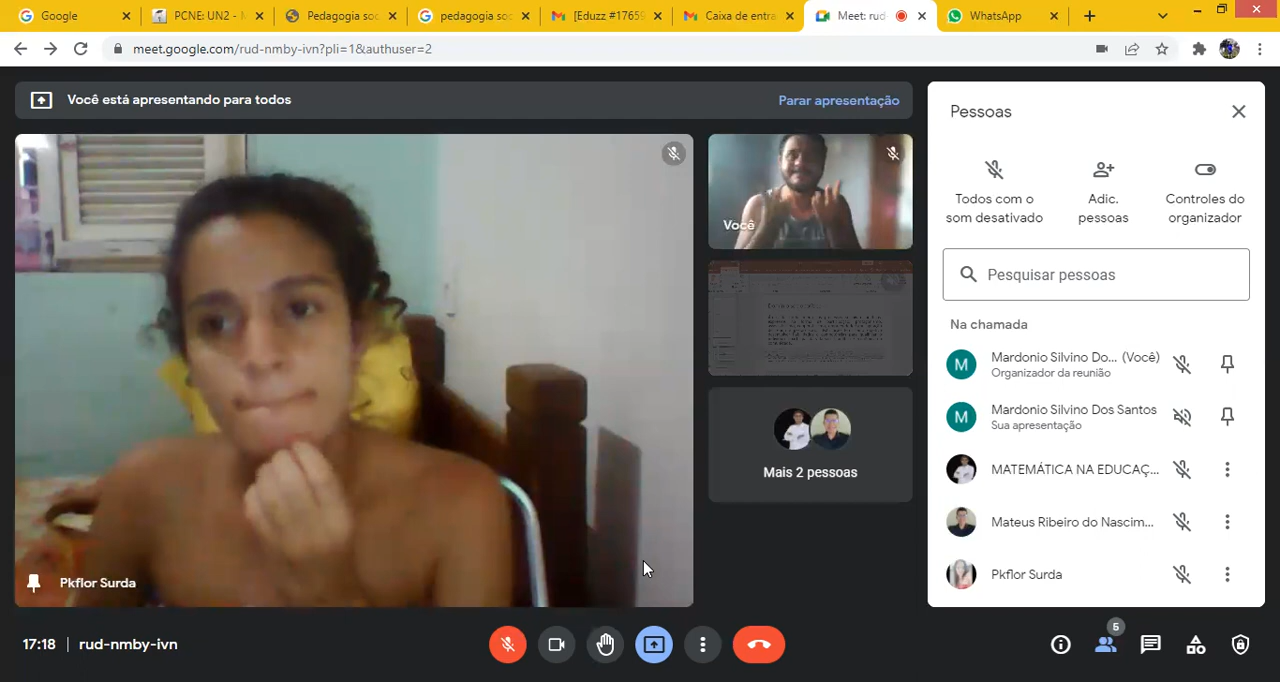 Google
PCNE: UN2 - M
Pedagogia soc
pedagogia soc
[Eduzz #17659
Caixa de entra
Meet: rud
WhatsApp
meet.google.com/rud-nmby-ivn?pli=1&authuser=2
Você está apresentando para todos
Parar apresentação
Você
Mais 2 pessoas
Pkflor Surda
Pessoas
Todos com o
som desativado
Adic.
pessoas
Controles do
organizador
Pesquisar pessoas
Na chamada
M
Mardonio Silvino Do... (Você)
Organizador da reunião
M
Mardonio Silvino Dos Santos
Sua apresentação
MATEMÁTICA NA EDUCAÇ...
Mateus Ribeiro do Nascim...
Pkflor Surda
17:18 | rud-nmby-ivn
5